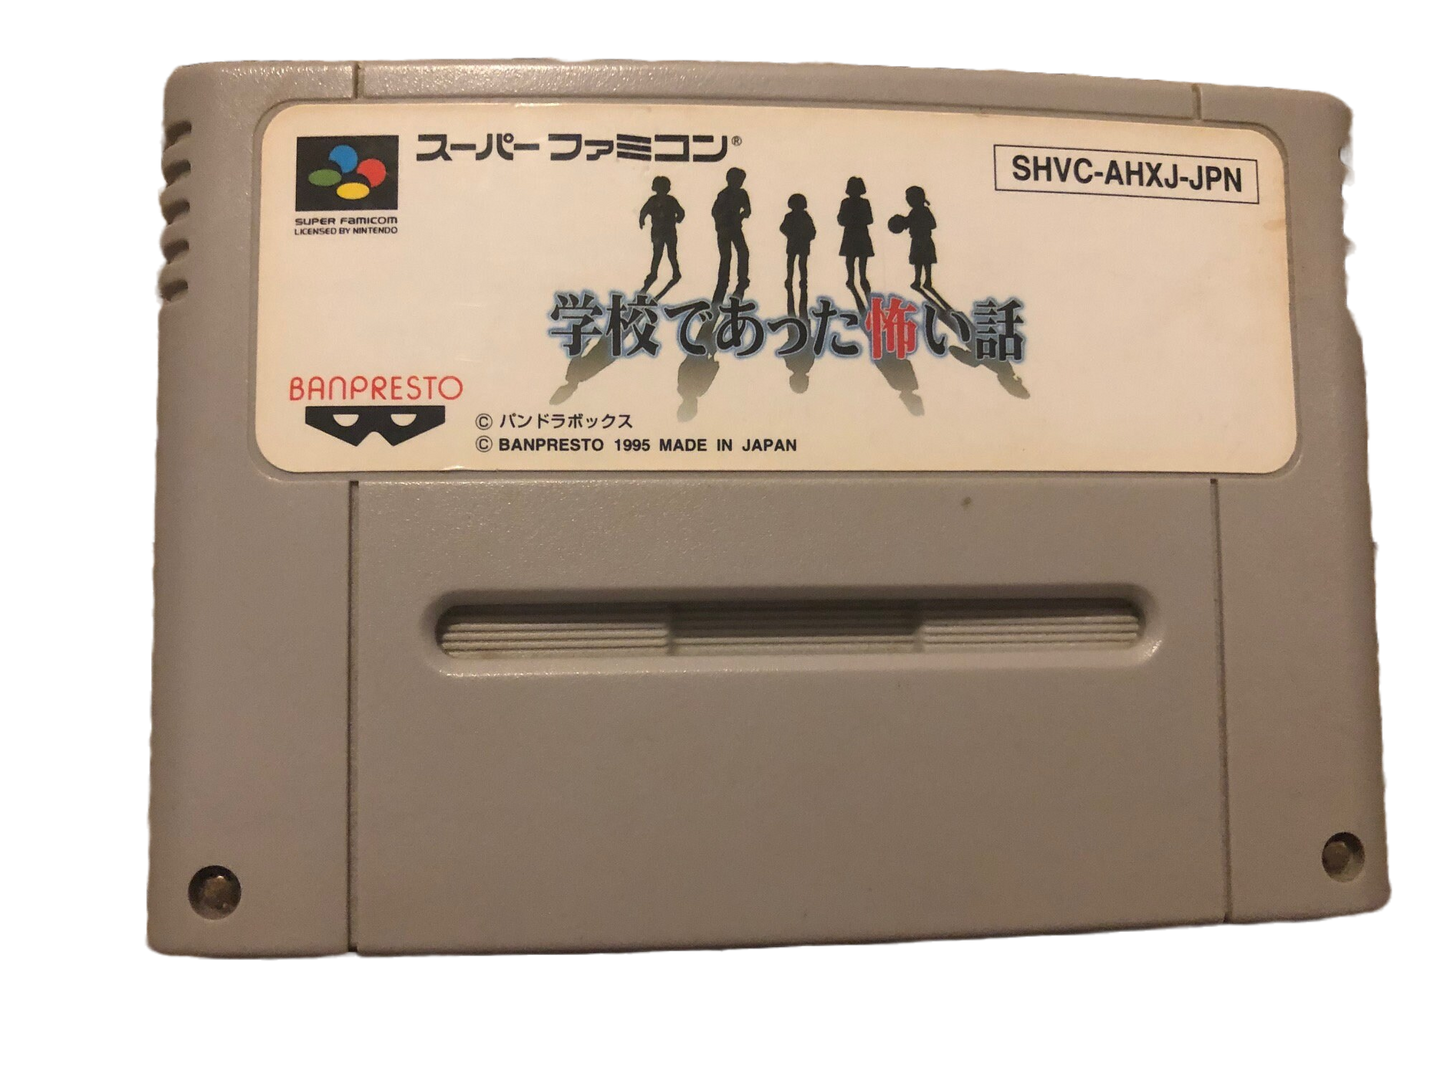 スーパーファミコン®
SHVC-AHXJ-JPN
SUPER FAMICOM
LICENSED BY NINTENDO
学校であった怖い話
BANPRESTO
© パンドラボックス
© BANPRESTO 1995 MADE IN JAPAN